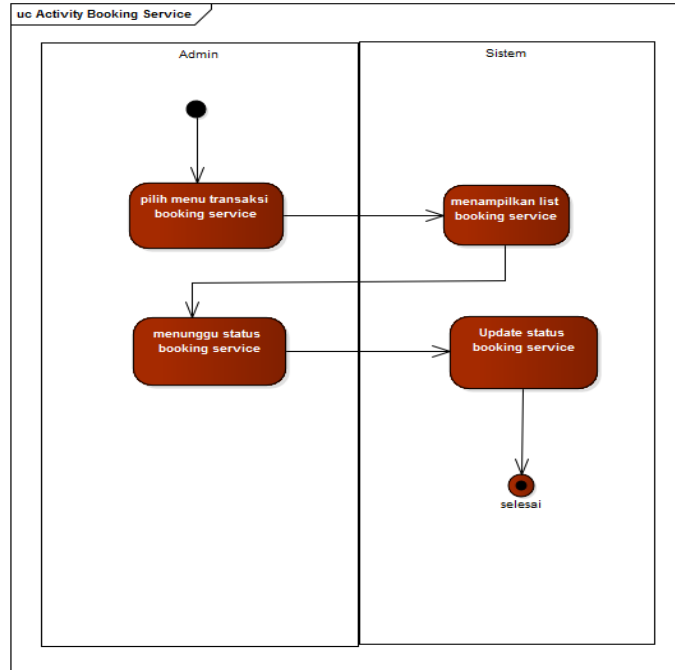 uc Activity Booking Service
Admin
Sistem
pilih menu transaksi
booking service
menampilkan list
booking service
menunggu status
booking service
Update status
booking service
selesai